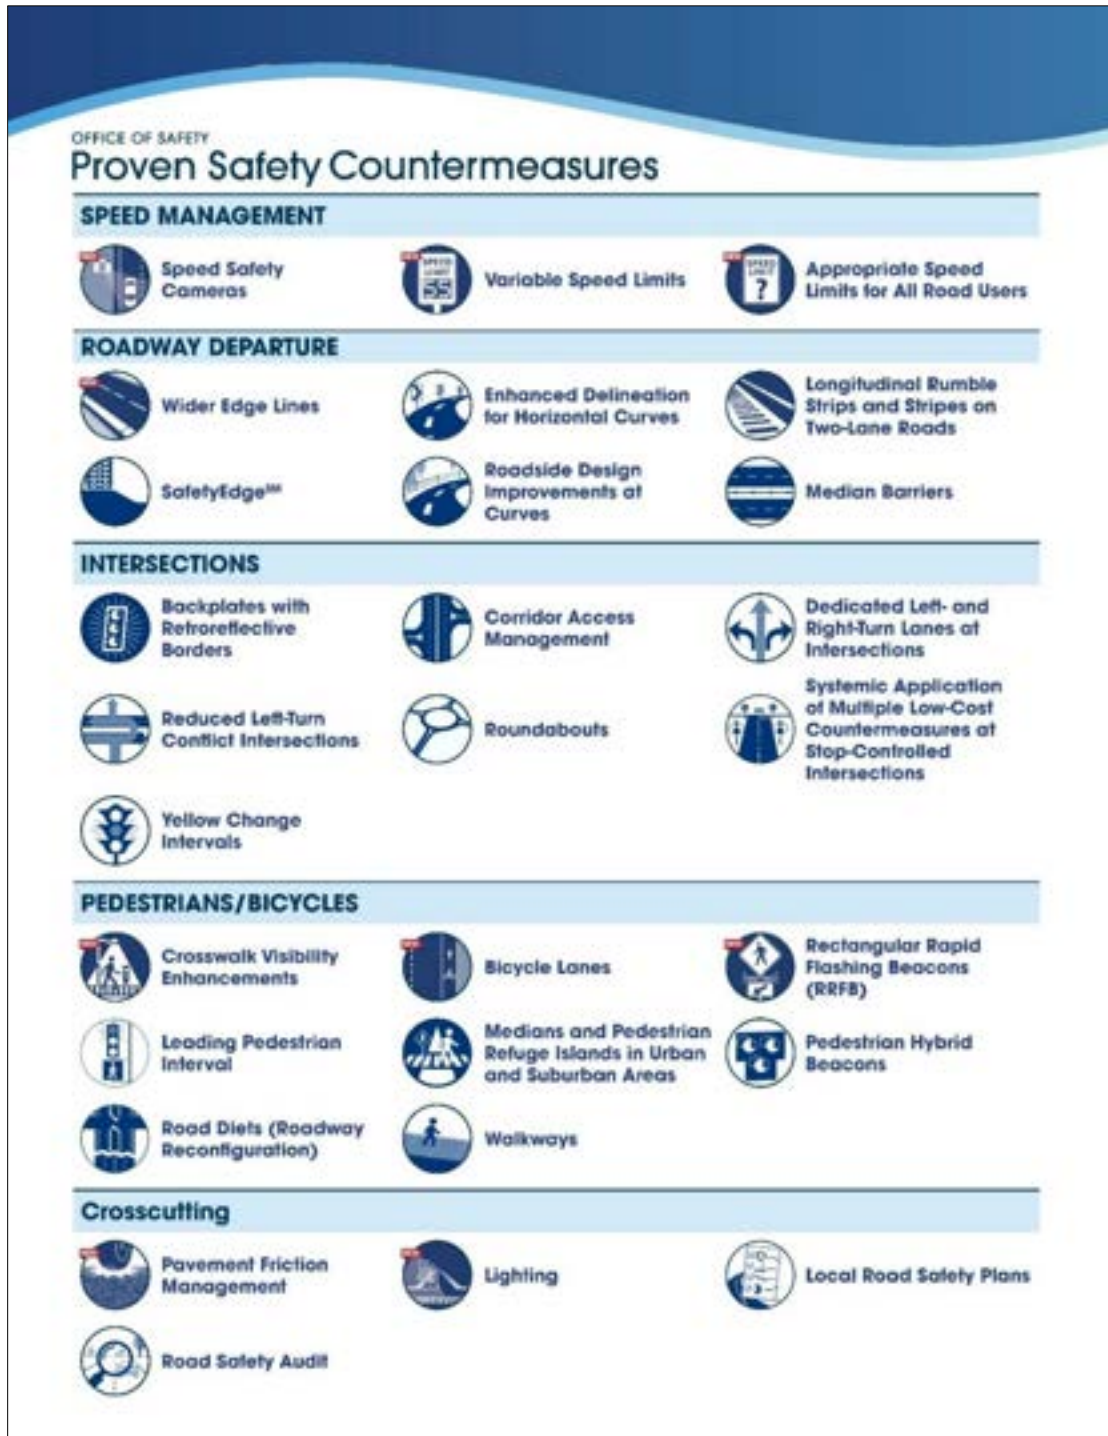 OFFICE OF SAFETY
Proven Safety Countermeasures
SPEED MANAGEMENT
Speed Safety
Cameras
SPEED
LIMIT
55
Variable Speed Limits
SPEED
LIMIT
?
Appropriate Speed
Limits for All Road Users
ROADWAY DEPARTURE
Wider Edge Lines
Enhanced Delineation
for Horizontal Curves
Longitudinal Rumble
Strips and Stripes on
Two-Lane Roads
SafetyEdge℠
Roadside Design
Improvements at
Curves
Median Barriers
INTERSECTIONS
Backplates with
Retroreflective
Borders
Corridor Access
Management
Dedicated Left- and
Right-Turn Lanes at
Intersections
Reduced Left-Turn
Conflict Intersections
Roundabouts
Systemic Application
of Multiple Low-Cost
Countermeasures at
Stop-Controlled
Intersections
Yellow Change
Intervals
PEDESTRIANS/BICYCLES
Crosswalk Visibility
Enhancements
Bicycle Lanes
Rectangular Rapid
Flashing Beacons
(RRFB)
Leading Pedestrian
Interval
Medians and Pedestrian
Refuge Islands in Urban
and Suburban Areas
Pedestrian Hybrid
Beacons
Road Diets (Roadway
Reconfiguration)
Walkways
Crosscutting
Pavement Friction
Management
Lighting
Local Road Safety Plans
Road Safety Audit